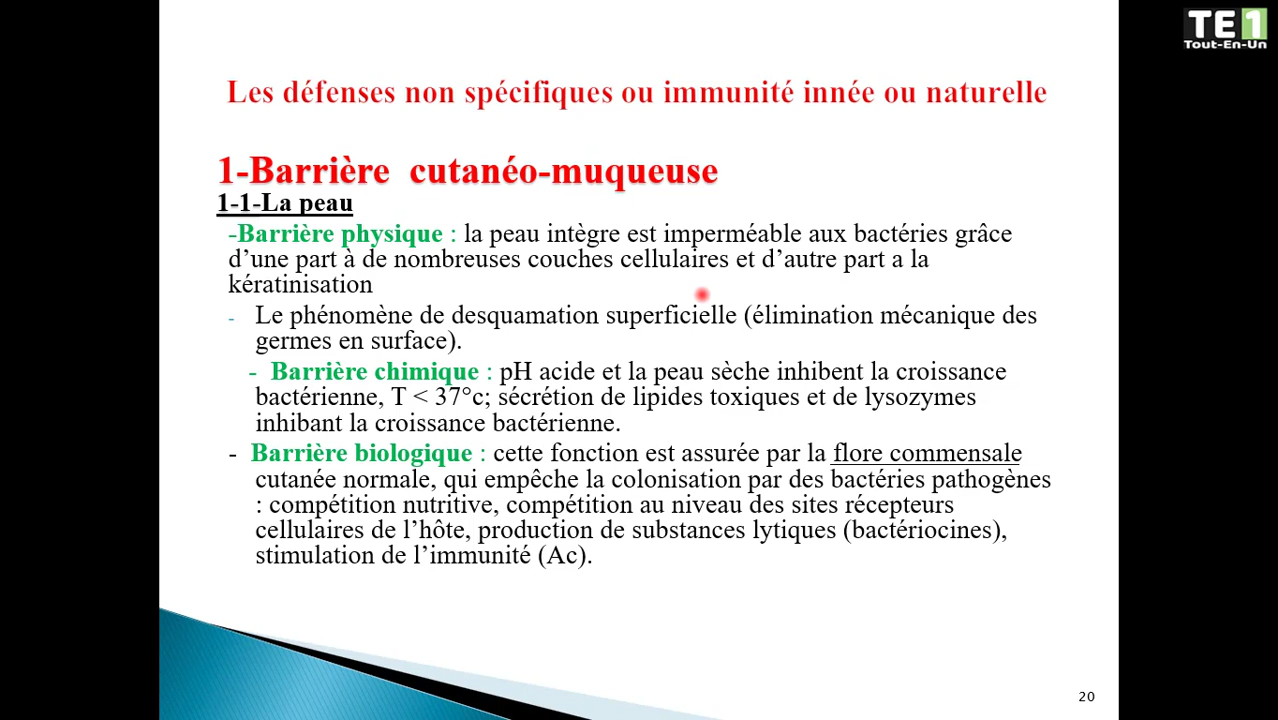 TE1
Tout-En-Un
Les défenses non spécifiques ou immunité innée ou naturelle
1-Barrière cutanéo-muqueuse
1-1-La peau
-Barrière physique : la peau intègre est imperméable aux bactéries grâce
d’une part à de nombreuses couches cellulaires et d’autre part a la
kératinisation
- Le phénomène de desquamation superficielle (élimination mécanique des
germes en surface).
- Barrière chimique : pH acide et la peau sèche inhibent la croissance
bactérienne, T < 37°c; sécrétion de lipides toxiques et de lysozymes
inhibant la croissance bactérienne.
- Barrière biologique : cette fonction est assurée par la flore commensale
cutanée normale, qui empêche la colonisation par des bactéries pathogènes
: compétition nutritive, compétition au niveau des sites récepteurs
cellulaires de l’hôte, production de substances lytiques (bactériocines),
stimulation de l’immunité (Ac).
20